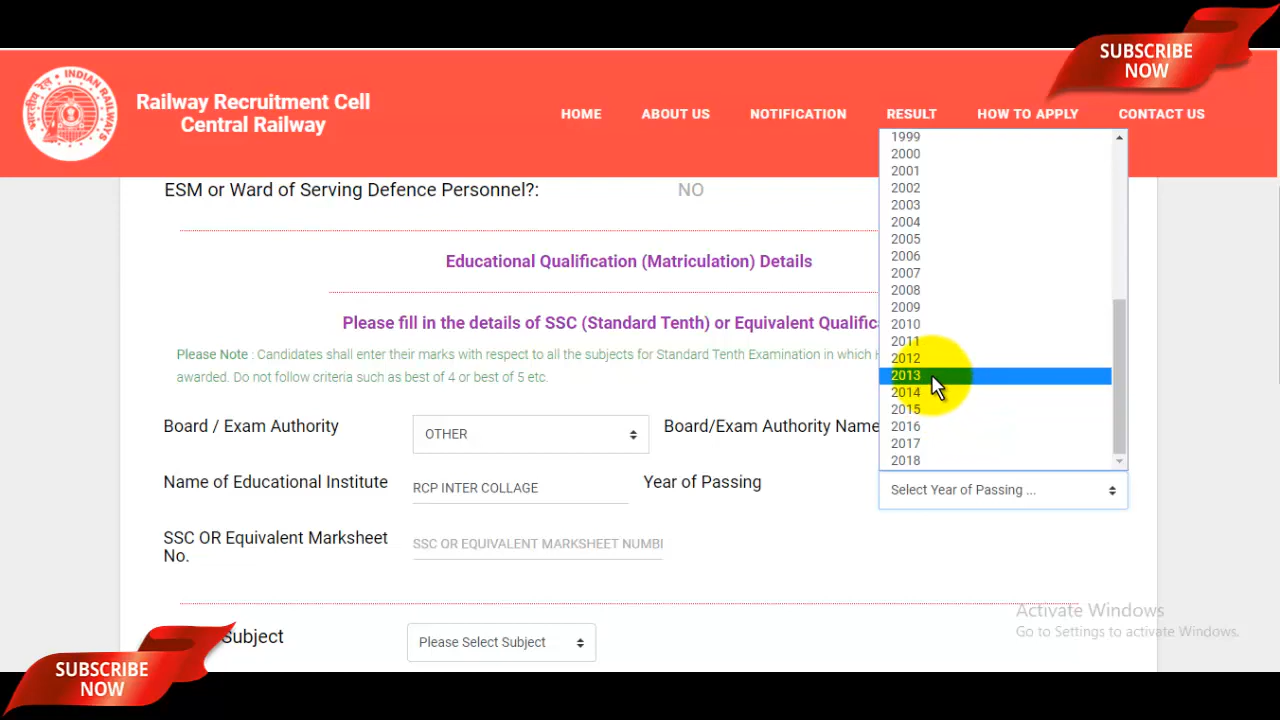 SUBSCRIBE
NOW
INDIAN RAILWAYS
भारतीय रेल
Railway Recruitment Cell
Central Railway
HOME
ABOUT US
NOTIFICATION
RESULT
HOW TO APPLY
CONTACT US
ESM or Ward of Serving Defence Personnel?:
NO
1999
2000
2001
2002
2003
2004
2005
2006
2007
2008
2009
2010
2011
2012
2013
2014
2015
2016
2017
2018
Educational Qualification (Matriculation) Details
Please fill in the details of SSC (Standard Tenth) or Equivalent Qualific
Please Note : Candidates shall enter their marks with respect to all the subjects for Standard Tenth Examination in which
awarded. Do not follow criteria such as best of 4 or best of 5 etc.
Board / Exam Authority
OTHER
Board/Exam Authority Name
Name of Educational Institute
RCP INTER COLLAGE
Year of Passing
Select Year of Passing ...
SSC OR Equivalent Marksheet
No.
SSC OR EQUIVALENT MARKSHEET NUMBI
Activate Windows
Go to Settings to activate Windows.
Subject
Please Select Subject
SUBSCRIBE
NOW